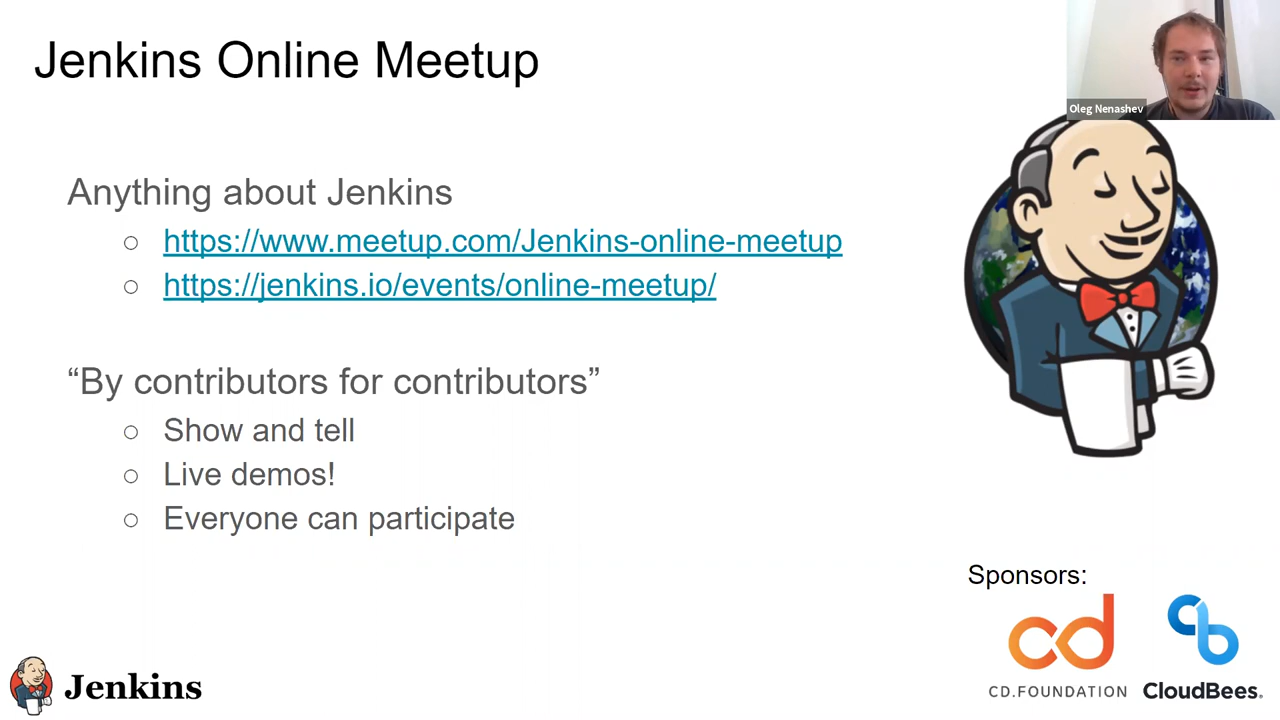 Jenkins Online Meetup
Oleg Nenashev
Anything about Jenkins
https://www.meetup.com/Jenkins-online-meetup
https://jenkins.io/events/online-meetup/
“By contributors for contributors”
Show and tell
Live demos!
Everyone can participate
Sponsors:
cd
CD.FOUNDATION
CloudBees®
Jenkins